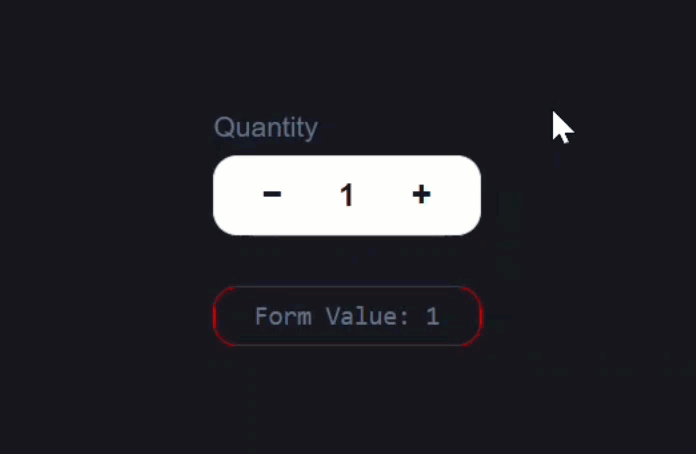 Quantity
− 1 +
Form Value: 1